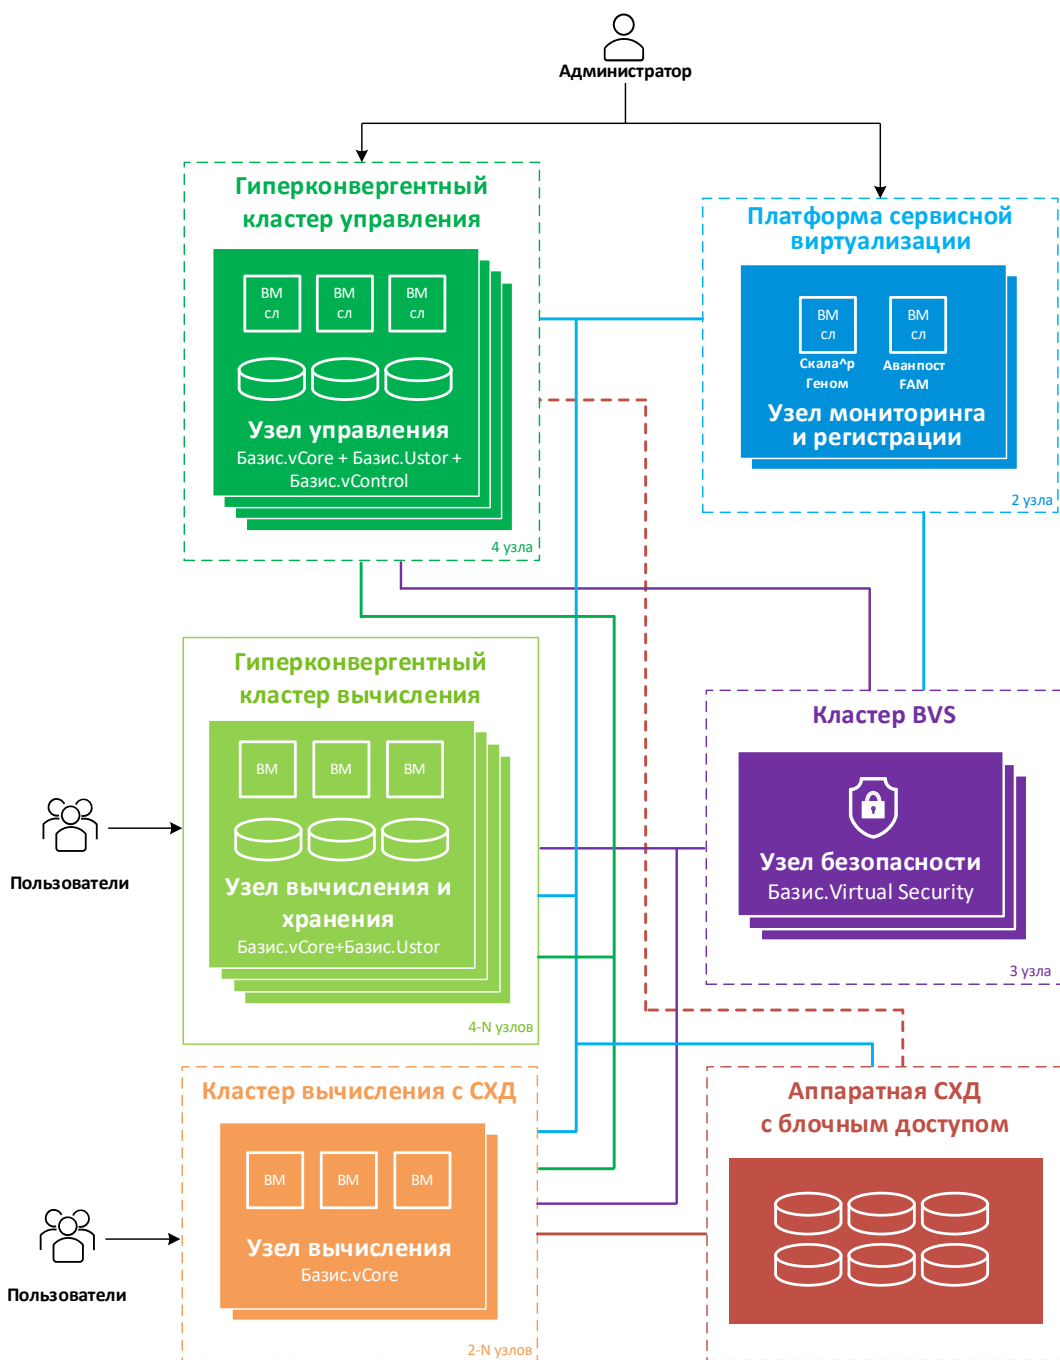 Администратор
Гиперконвергентный
кластер управления
ВМ
сл
ВМ
сл
ВМ
сл
Узел управления
Базис.vCore + Базис.Ustor +
Базис.vControl
4 узла
Платформа сервисной
виртуализации
ВМ
сл
ВМ
сл
Скала^р
Геном
Аванпост
FAM
Узел мониторинга
и регистрации
2 узла
Гиперконвергентный
кластер вычисления
ВМ
ВМ
ВМ
Узел вычисления и
хранения
Базис.vCore+Базис.Ustor
4-N узлов
Пользователи
Кластер BVS
Узел безопасности
Базис.Virtual Security
3 узла
Кластер вычисления с СХД
ВМ
ВМ
ВМ
Узел вычисления
Базис.vCore
2-N узлов
Пользователи
Аппаратная СХД
с блочным доступом